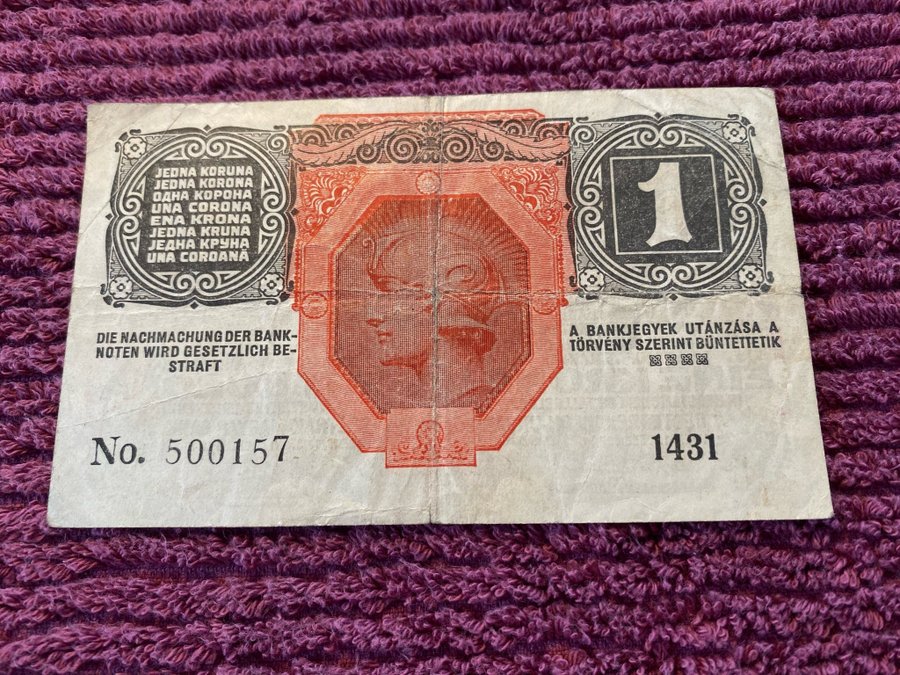 JEDNA KORUNA
JEDNA KORONA
ОДНА КОРОНА
UNA CORONA
ENA KRONA
JEDNA KRUNA
ЈЕДНА КРУНА
UNA COROANĂ
1
DIE NACHMACHUNG DER BANK-
NOTEN WIRD GESETZLICH BE-
STRAFT
A BANKJEGYEK UTÁNZÁSA A
TÖRVÉNY SZERINT BÜNTETTETIK
No. 500157
1431